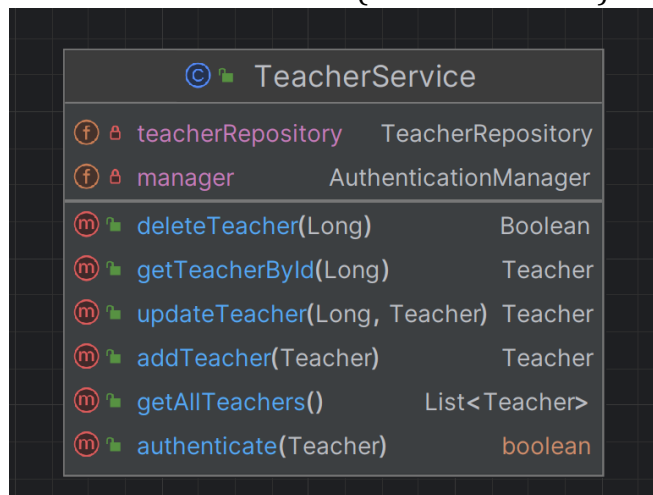 TeacherService
teacherRepository TeacherRepository
manager AuthenticationManager
deleteTeacher(Long) Boolean
getTeacherById(Long) Teacher
updateTeacher(Long, Teacher) Teacher
addTeacher(Teacher) Teacher
getAllTeachers() List<Teacher>
authenticate(Teacher) boolean